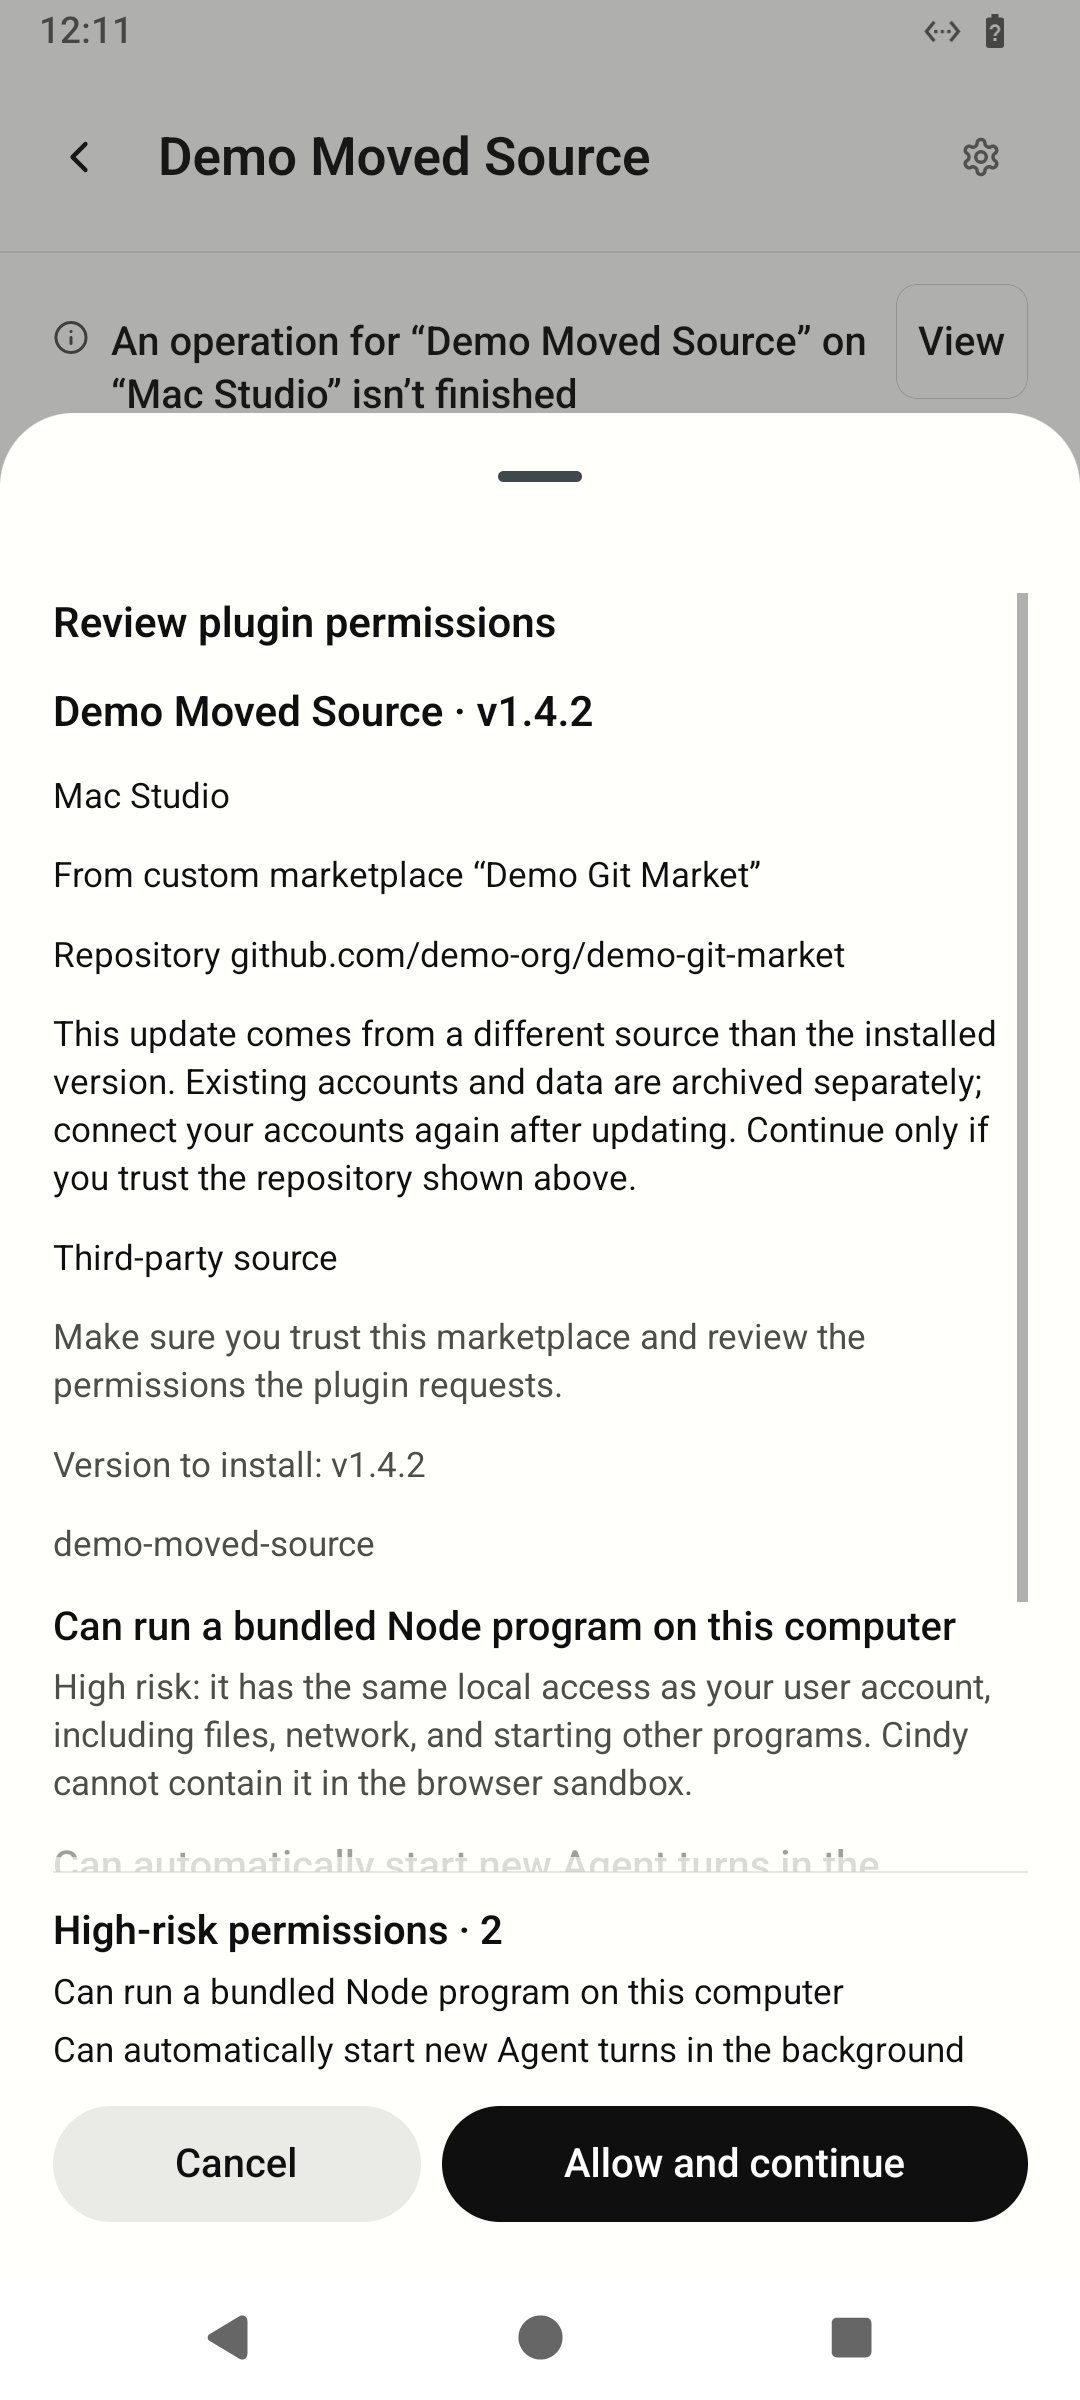 12:11
Demo Moved Source
An operation for “Demo Moved Source” on
“Mac Studio” isn’t finished
View
Review plugin permissions
Demo Moved Source · v1.4.2
Mac Studio
From custom marketplace “Demo Git Market”
Repository github.com/demo-org/demo-git-market
This update comes from a different source than the installed
version. Existing accounts and data are archived separately;
connect your accounts again after updating. Continue only if
you trust the repository shown above.
Third-party source
Make sure you trust this marketplace and review the
permissions the plugin requests.
Version to install: v1.4.2
demo-moved-source
Can run a bundled Node program on this computer
High risk: it has the same local access as your user account,
including files, network, and starting other programs. Cindy
cannot contain it in the browser sandbox.
Can automatically start new Agent turns in the
High-risk permissions · 2
Can run a bundled Node program on this computer
Can automatically start new Agent turns in the background
Cancel
Allow and continue